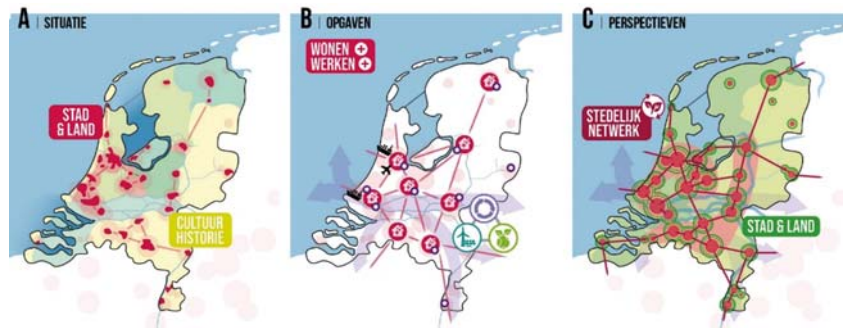 A | SITUATIE
STAD
& LAND
CULTUUR
HISTORIE
B | OPGAVEN
WONEN +
WERKEN +
C | PERSPECTIEVEN
STEDELIJK
NETWERK
STAD & LAND